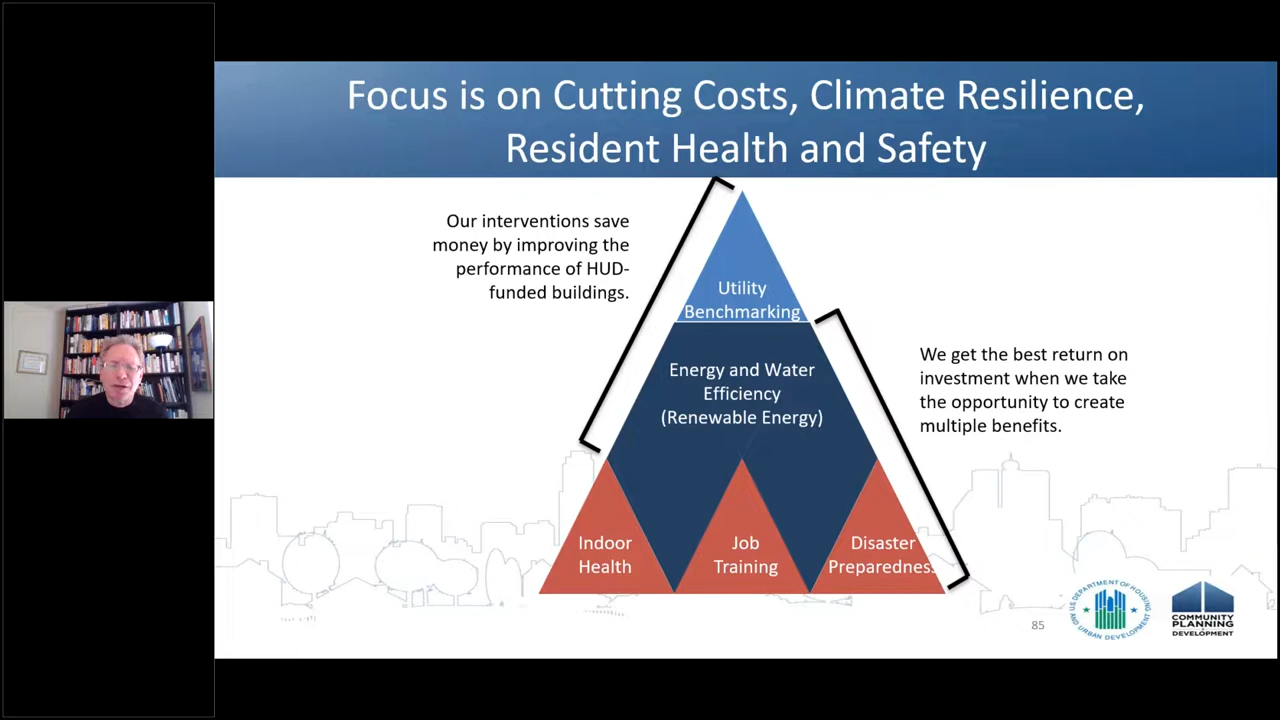 Focus is on Cutting Costs, Climate Resilience,
Resident Health and Safety
Our interventions save
money by improving the
performance of HUD-
funded buildings.
Utility
Benchmarking
Energy and Water
Efficiency
(Renewable Energy)
We get the best return on
investment when we take
the opportunity to create
multiple benefits.
Indoor
Health
Job
Training
Disaster
Preparedness
85
U.S. DEPARTMENT OF HOUSING
AND URBAN DEVELOPMENT
COMMUNITY
PLANNING
DEVELOPMENT